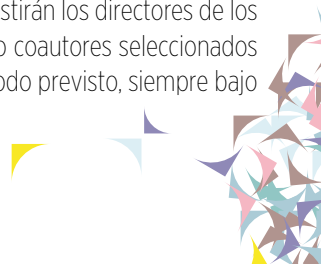 stirán los directores de los
o coautores seleccionados
odo previsto, siempre bajo